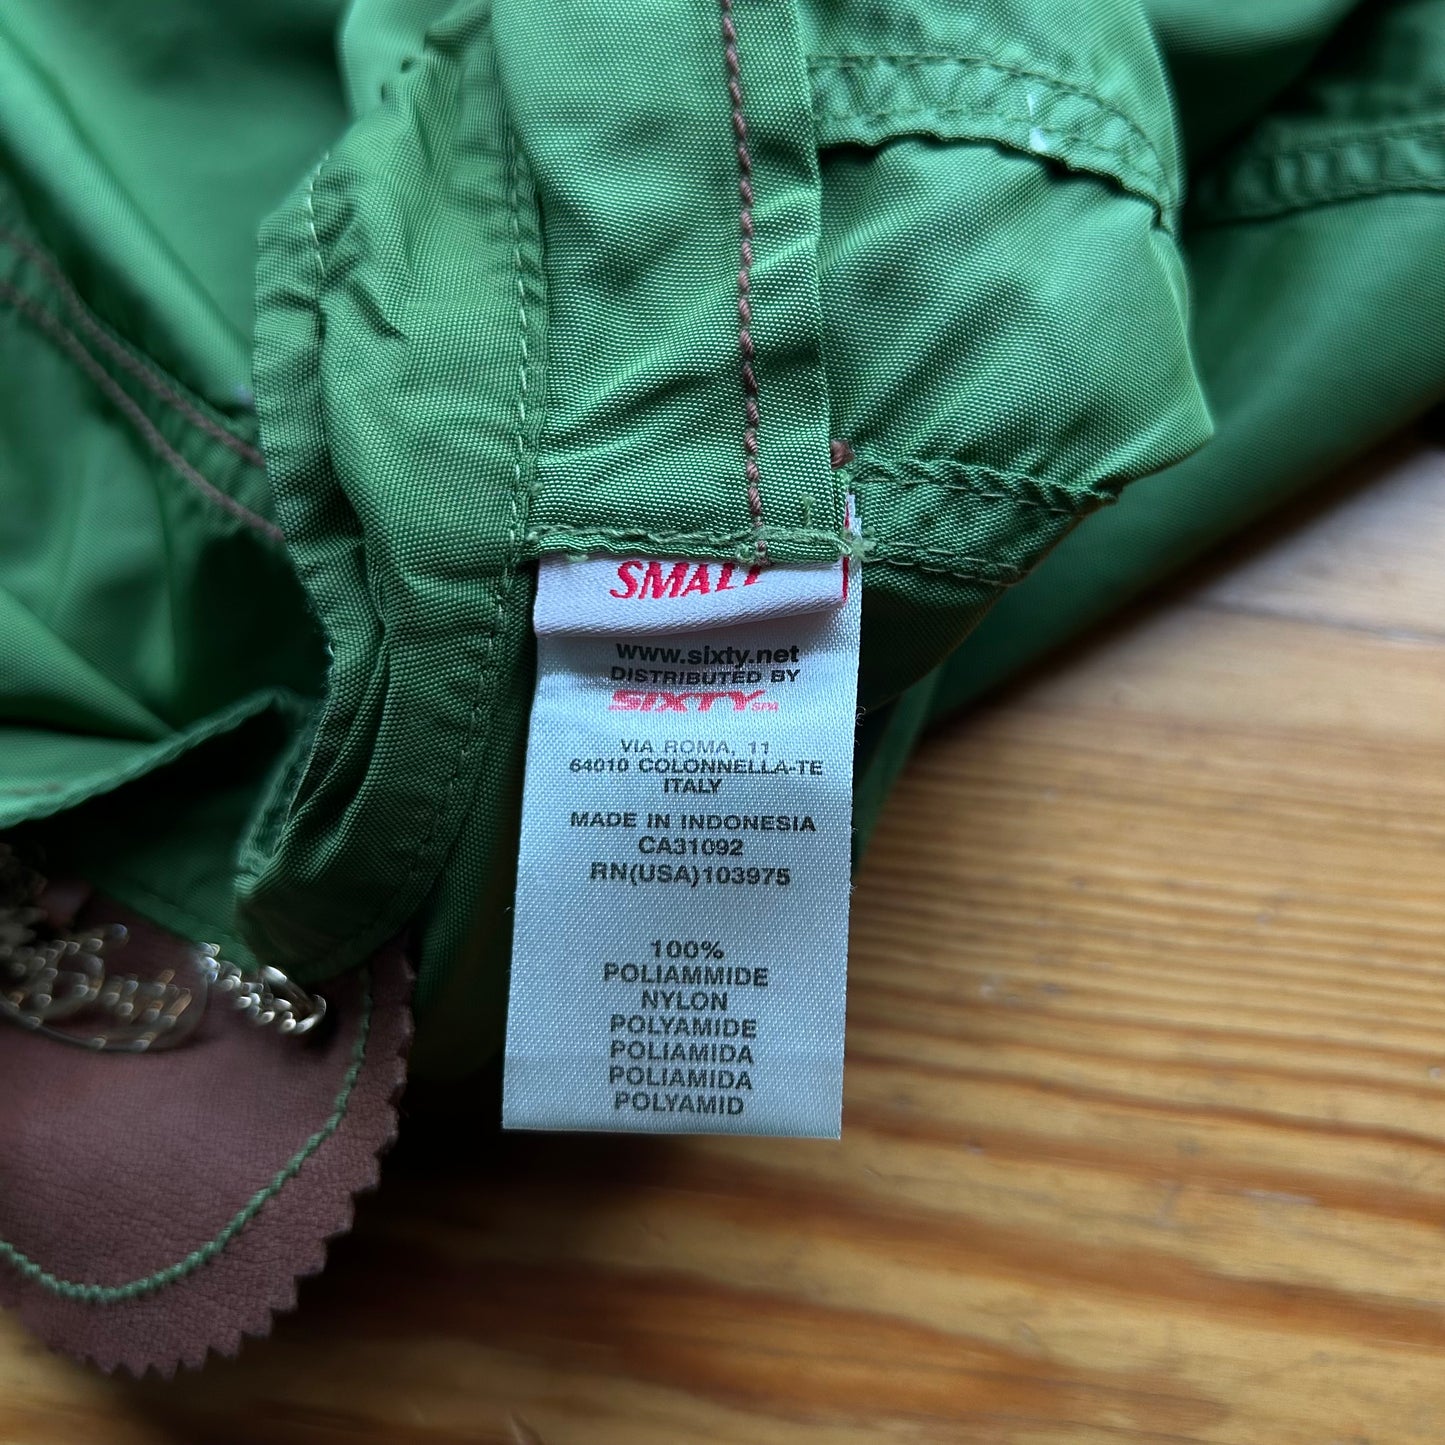 SMALL
www.sixty.net
DISTRIBUTED BY
SIXTY SPA
VIA ROMA, 11
64010 COLONNELLA-TE
ITALY
MADE IN INDONESIA
CA31092
RN(USA)103975
100%
POLIAMMIDE
NYLON
POLYAMIDE
POLIAMIDA
POLIAMIDA
POLYAMID